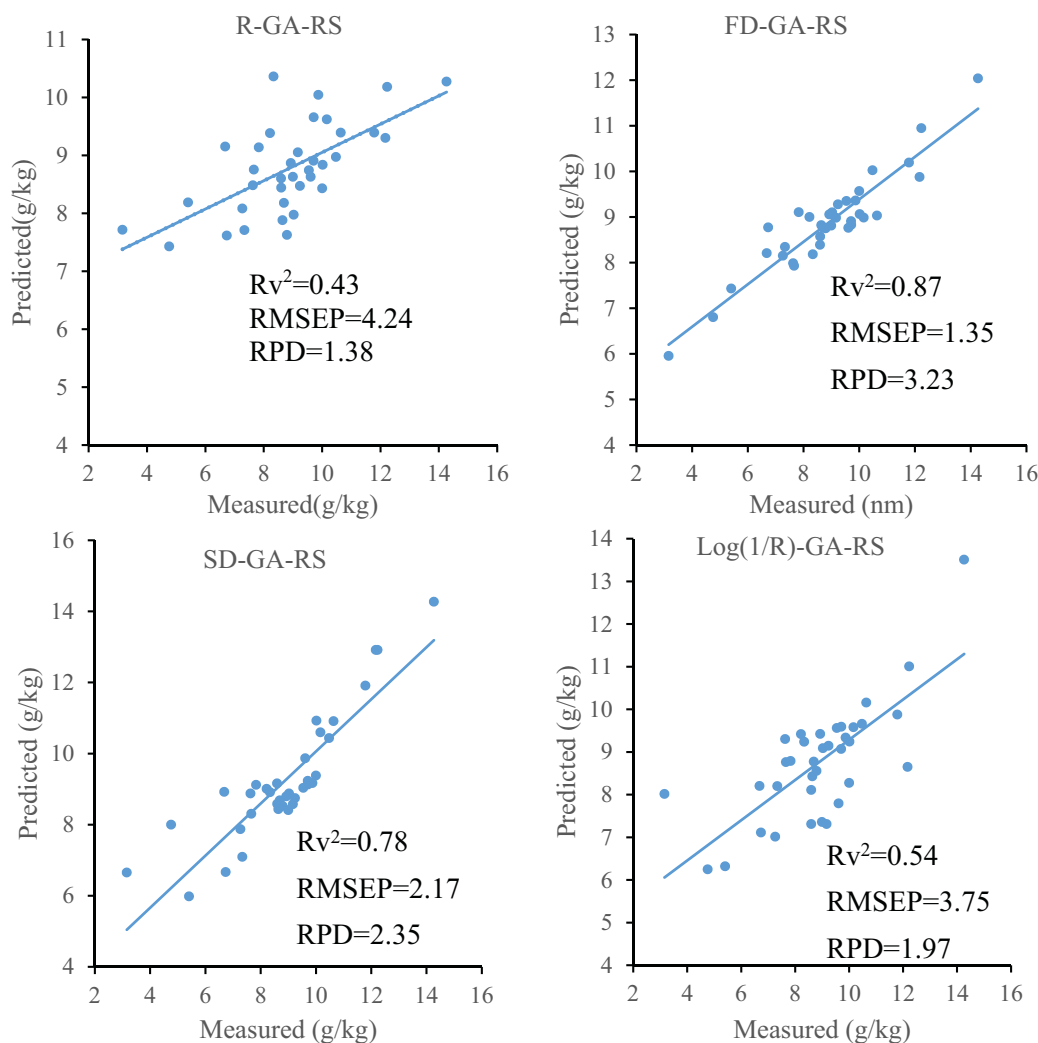 R-GA-RS
11
10
9
8
7
6
5
4
Predicted(g/kg)
Rv²=0.43
RMSEP=4.24
RPD=1.38
2 4 6 8 10 12 14 16
Measured(g/kg)
FD-GA-RS
13
12
11
10
9
8
7
6
5
4
Predicted (g/kg)
Rv²=0.87
RMSEP=1.35
RPD=3.23
2 4 6 8 10 12 14 16
Measured (nm)
SD-GA-RS
16
14
12
10
8
6
4
Predicted (g/kg)
Rv²=0.78
RMSEP=2.17
RPD=2.35
2 4 6 8 10 12 14 16
Measured (g/kg)
Log(1/R)-GA-RS
14
13
12
11
10
9
8
7
6
5
4
Predicted (g/kg)
Rv²=0.54
RMSEP=3.75
RPD=1.97
2 4 6 8 10 12 14 16
Measured (g/kg)